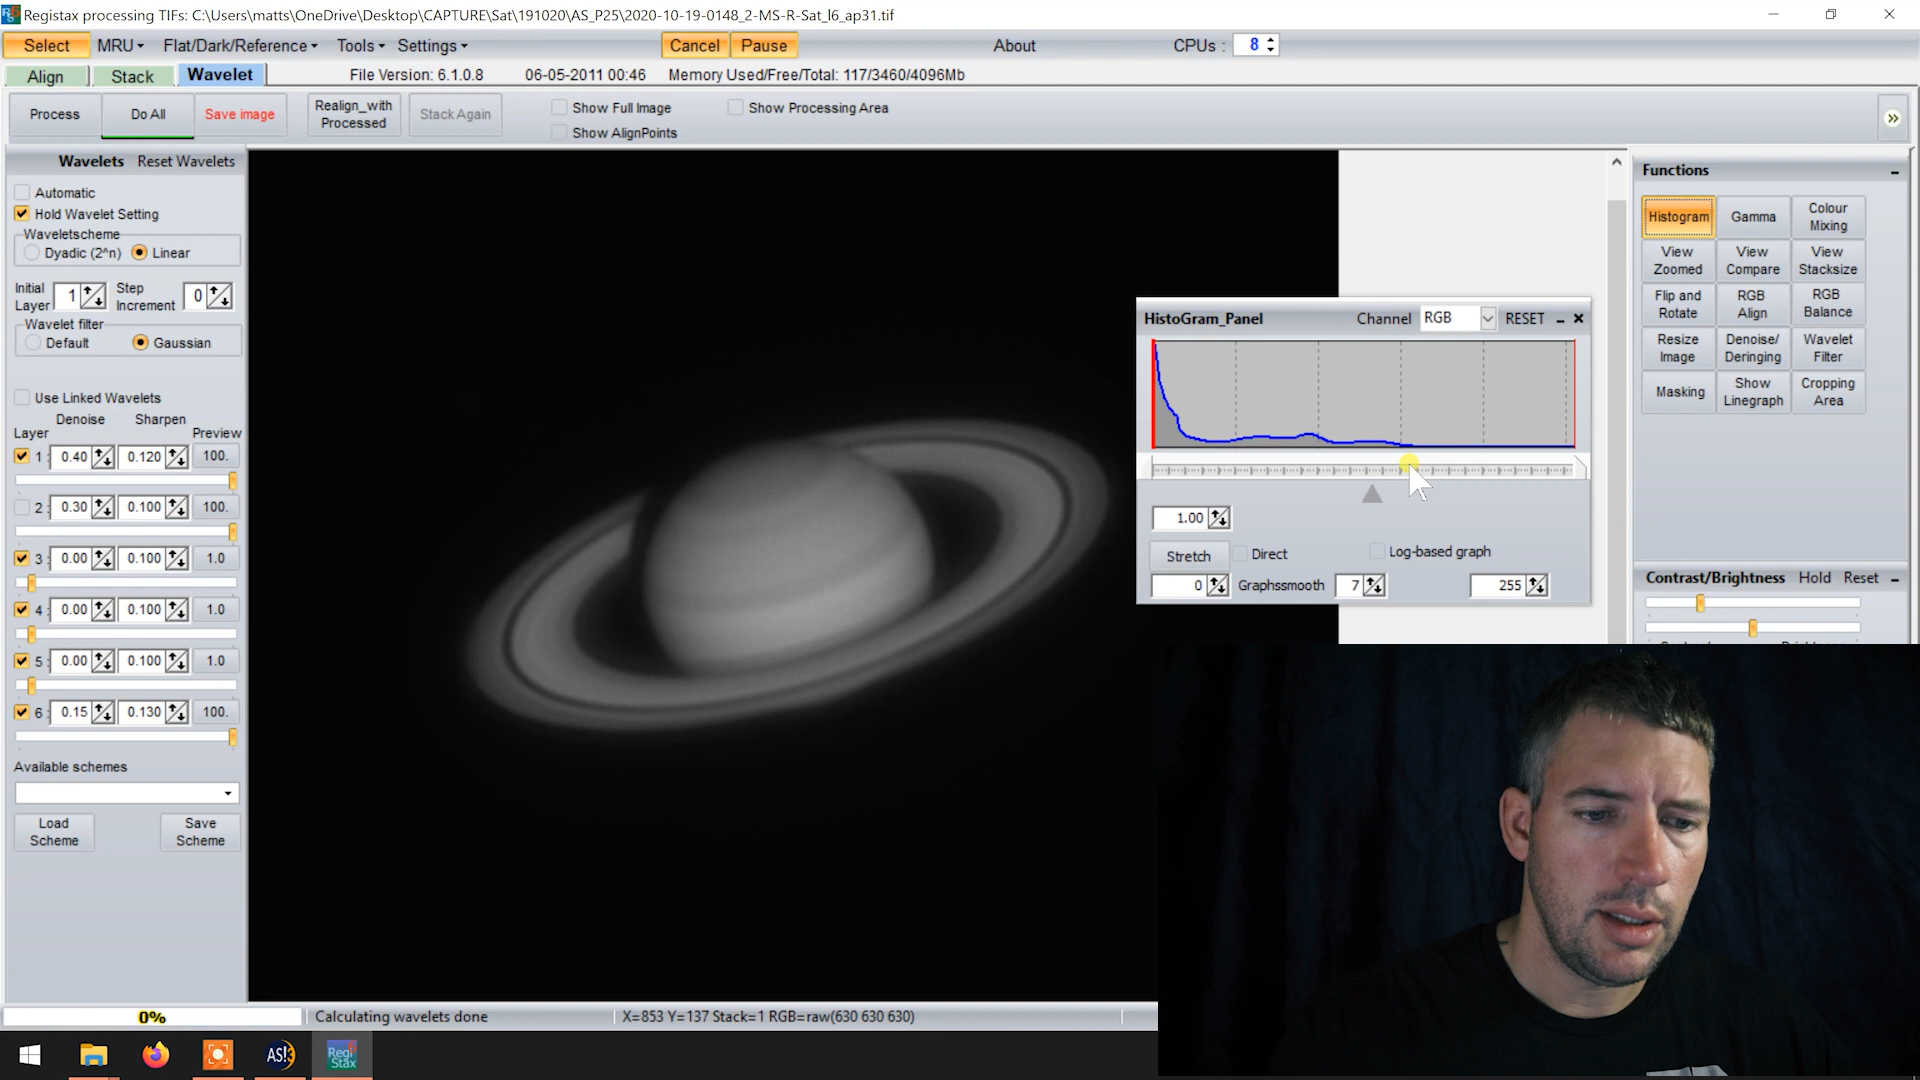 Registax processing TIFs: C:\Users\matts\OneDrive\Desktop\CAPTURE\Sat\191020\AS_P25\2020-10-19-0148_2-MS-R-Sat_l6_ap31.tif
Select MRU Flat/Dark/Reference Tools Settings Cancel Pause About CPUs : 8
Align Stack Wavelet File Version: 6.1.0.8 06-05-2011 00:46 Memory Used/Free/Total: 117/3460/4096Mb
Process Do All Save image Realign_with Processed Stack Again
Show Full Image Show Processing Area
Show AlignPoints
Wavelets Reset Wavelets
Automatic
Hold Wavelet Setting
Waveletscheme
Dyadic (2^n) Linear
Initial Layer 1 Step Increment 0
Wavelet filter
Default Gaussian
Use Linked Wavelets
Denoise Sharpen
Layer Preview
1: 0.40 0.120 100.
2: 0.30 0.100 100.
3: 0.00 0.100 1.0
4: 0.00 0.100 1.0
5: 0.00 0.100 1.0
6: 0.15 0.130 100.
Available schemes
Load Scheme Save Scheme
HistoGram_Panel Channel RGB RESET
1.00
Stretch Direct Log-based graph
0 Graphssmooth 7 255
Functions
Histogram Gamma Colour Mixing
View Zoomed View Compare View Stacksize
Flip and Rotate RGB Align RGB Balance
Resize Image Denoise/ Deringing Wavelet Filter
Masking Show Linegraph Cropping Area
Contrast/Brightness Hold Reset
0% Calculating wavelets done X=853 Y=137 Stack=1 RGB=raw(630 630 630)
AS!3
Regi Stax